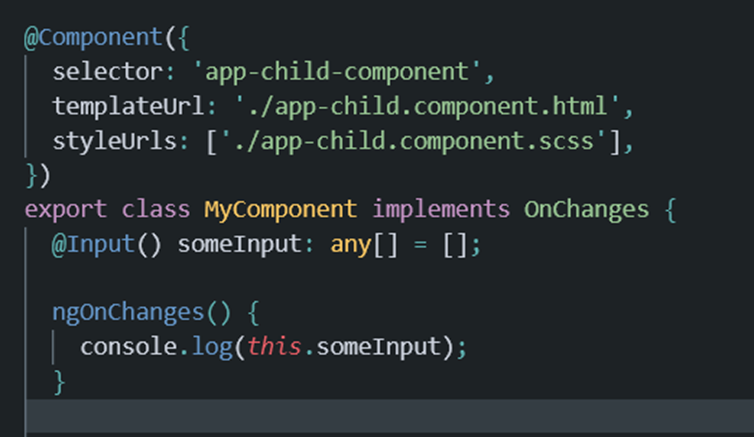 @Component({
  selector: 'app-child-component',
  templateUrl: './app-child.component.html',
  styleUrls: ['./app-child.component.scss'],
})
export class MyComponent implements OnChanges {
  @Input() someInput: any[] = [];
  ngOnChanges() {
    console.log(this.someInput);
  }